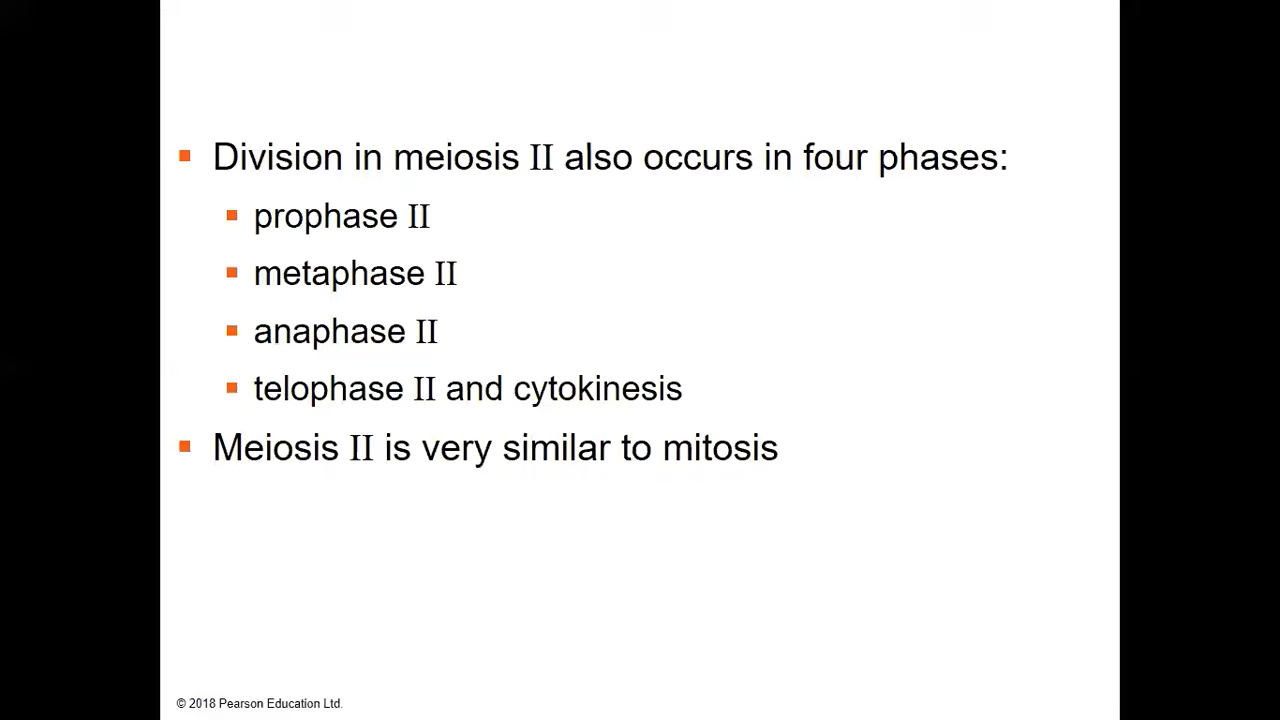 Division in meiosis II also occurs in four phases:
prophase II
metaphase II
anaphase II
telophase II and cytokinesis
Meiosis II is very similar to mitosis
© 2018 Pearson Education Ltd.